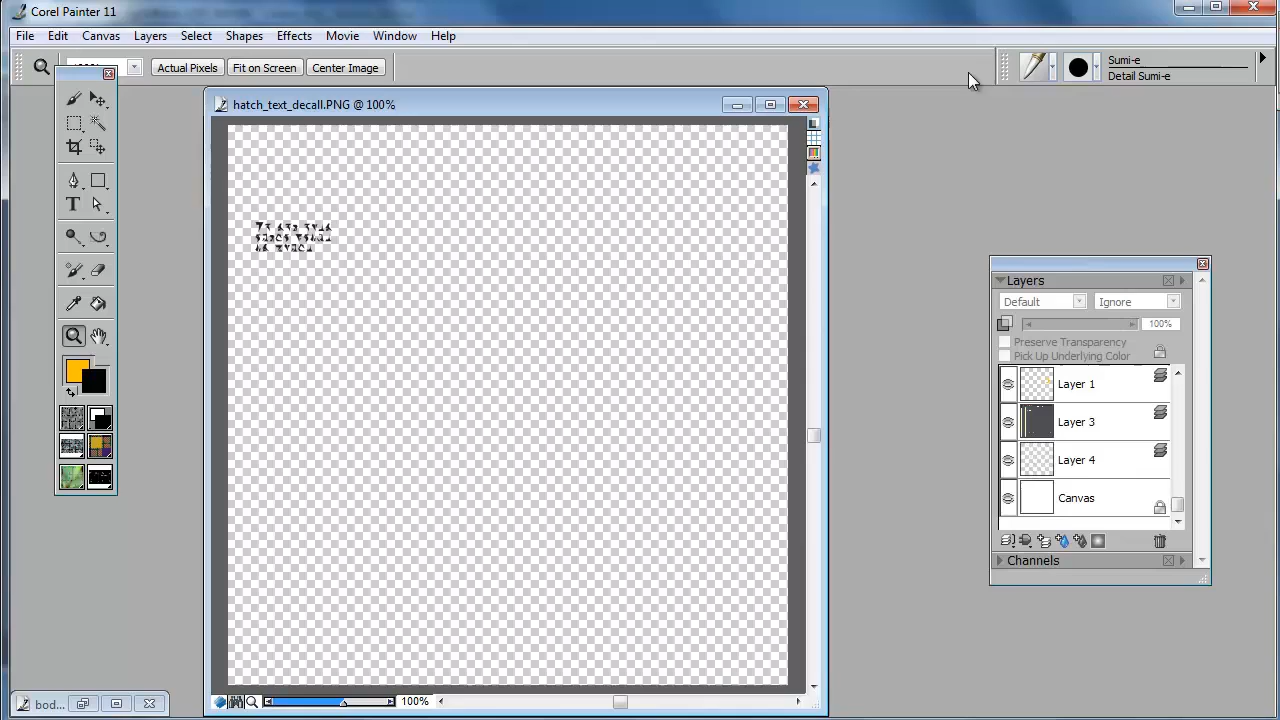 Corel Painter 11
File Edit Canvas Layers Select Shapes Effects Movie Window Help
Actual Pixels Fit on Screen Center Image
Sumi-e
Detail Sumi-e
hatch_text_decall.PNG @ 100%
Layers
Default Ignore
100%
Preserve Transparency
Pick Up Underlying Color
Layer 1
Layer 3
Layer 4
Canvas
Channels
100%
bod...